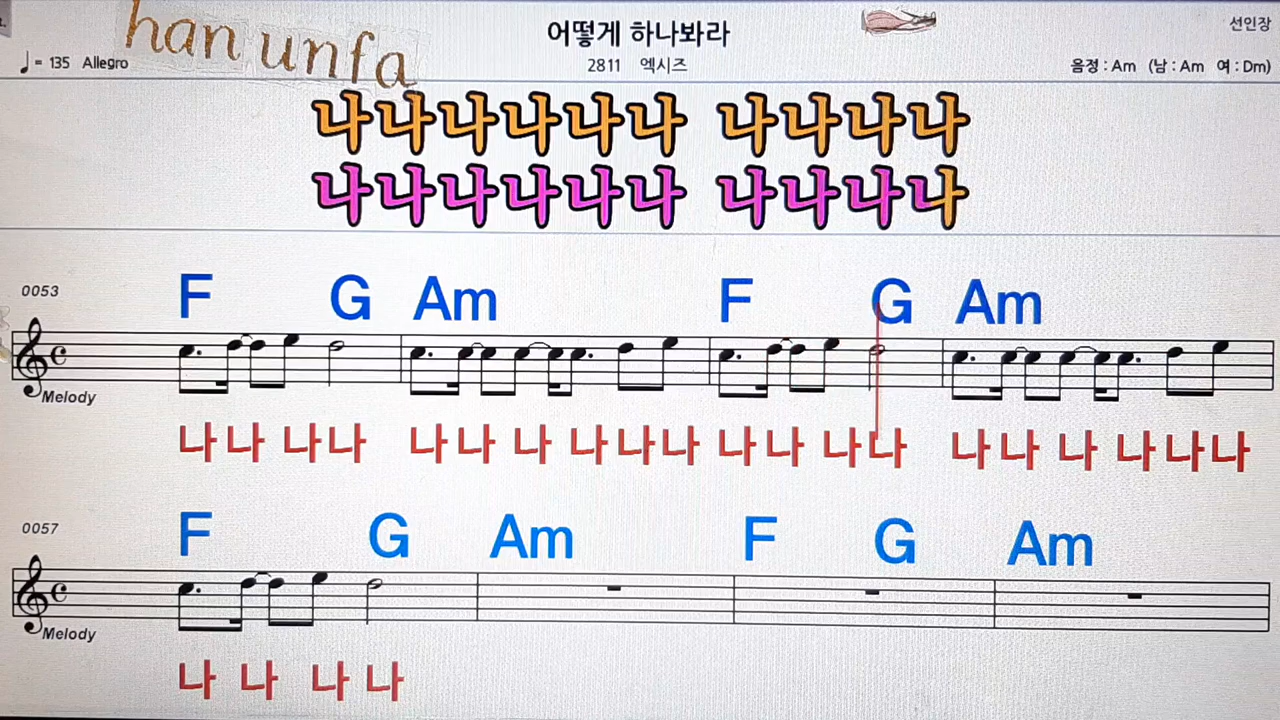 han unfa
어떻게 하나봐라
선인장
♩= 135 Allegro
2811 엑시즈
음정 : Am (남 : Am 여 : Dm)
나나나나나나 나나나나
나나나나나나 나나나나
0053
F G Am F G Am
Melody
나나 나나 나나 나 나나나 나나 나나 나나 나 나나나
0057
F G Am F G Am
Melody
나 나 나 나